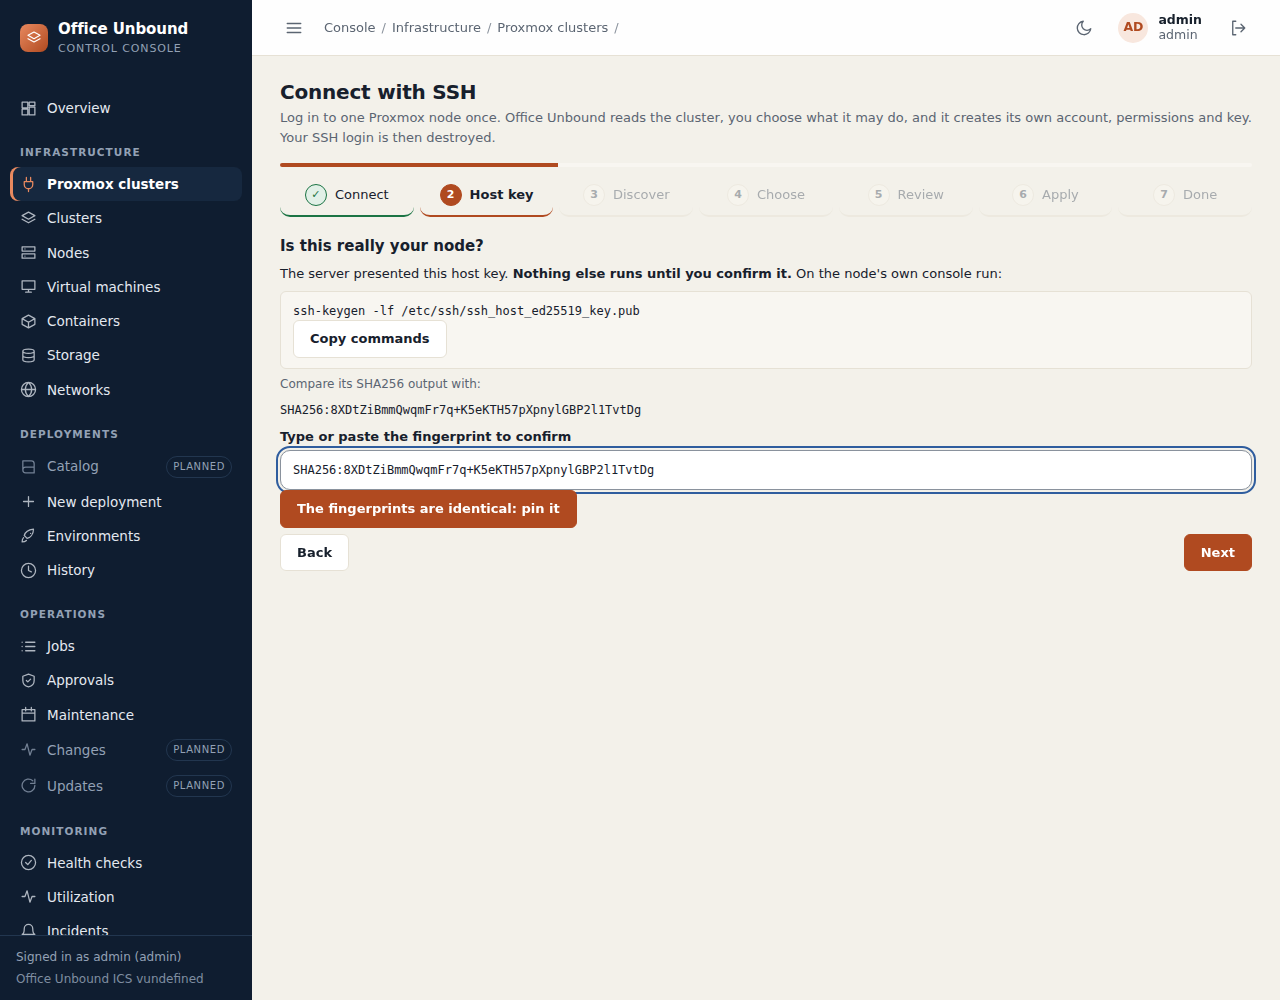 Office Unbound
CONTROL CONSOLE
Overview
INFRASTRUCTURE
Proxmox clusters
Clusters
Nodes
Virtual machines
Containers
Storage
Networks
DEPLOYMENTS
Catalog PLANNED
New deployment
Environments
History
OPERATIONS
Jobs
Approvals
Maintenance
Changes PLANNED
Updates PLANNED
MONITORING
Health checks
Utilization
Incidents
Signed in as admin (admin)
Office Unbound ICS vundefined
Console / Infrastructure / Proxmox clusters /
AD
admin
admin
Connect with SSH
Log in to one Proxmox node once. Office Unbound reads the cluster, you choose what it may do, and it creates its own account, permissions and key.
Your SSH login is then destroyed.
✓ Connect
2 Host key
3 Discover
4 Choose
5 Review
6 Apply
7 Done
Is this really your node?
The server presented this host key. Nothing else runs until you confirm it. On the node's own console run:
ssh-keygen -lf /etc/ssh/ssh_host_ed25519_key.pub
Copy commands
Compare its SHA256 output with:
SHA256:8XDtZiBmmQwqmFr7q+K5eKTH57pXpnylGBP2l1TvtDg
Type or paste the fingerprint to confirm
SHA256:8XDtZiBmmQwqmFr7q+K5eKTH57pXpnylGBP2l1TvtDg
The fingerprints are identical: pin it
Back
Next